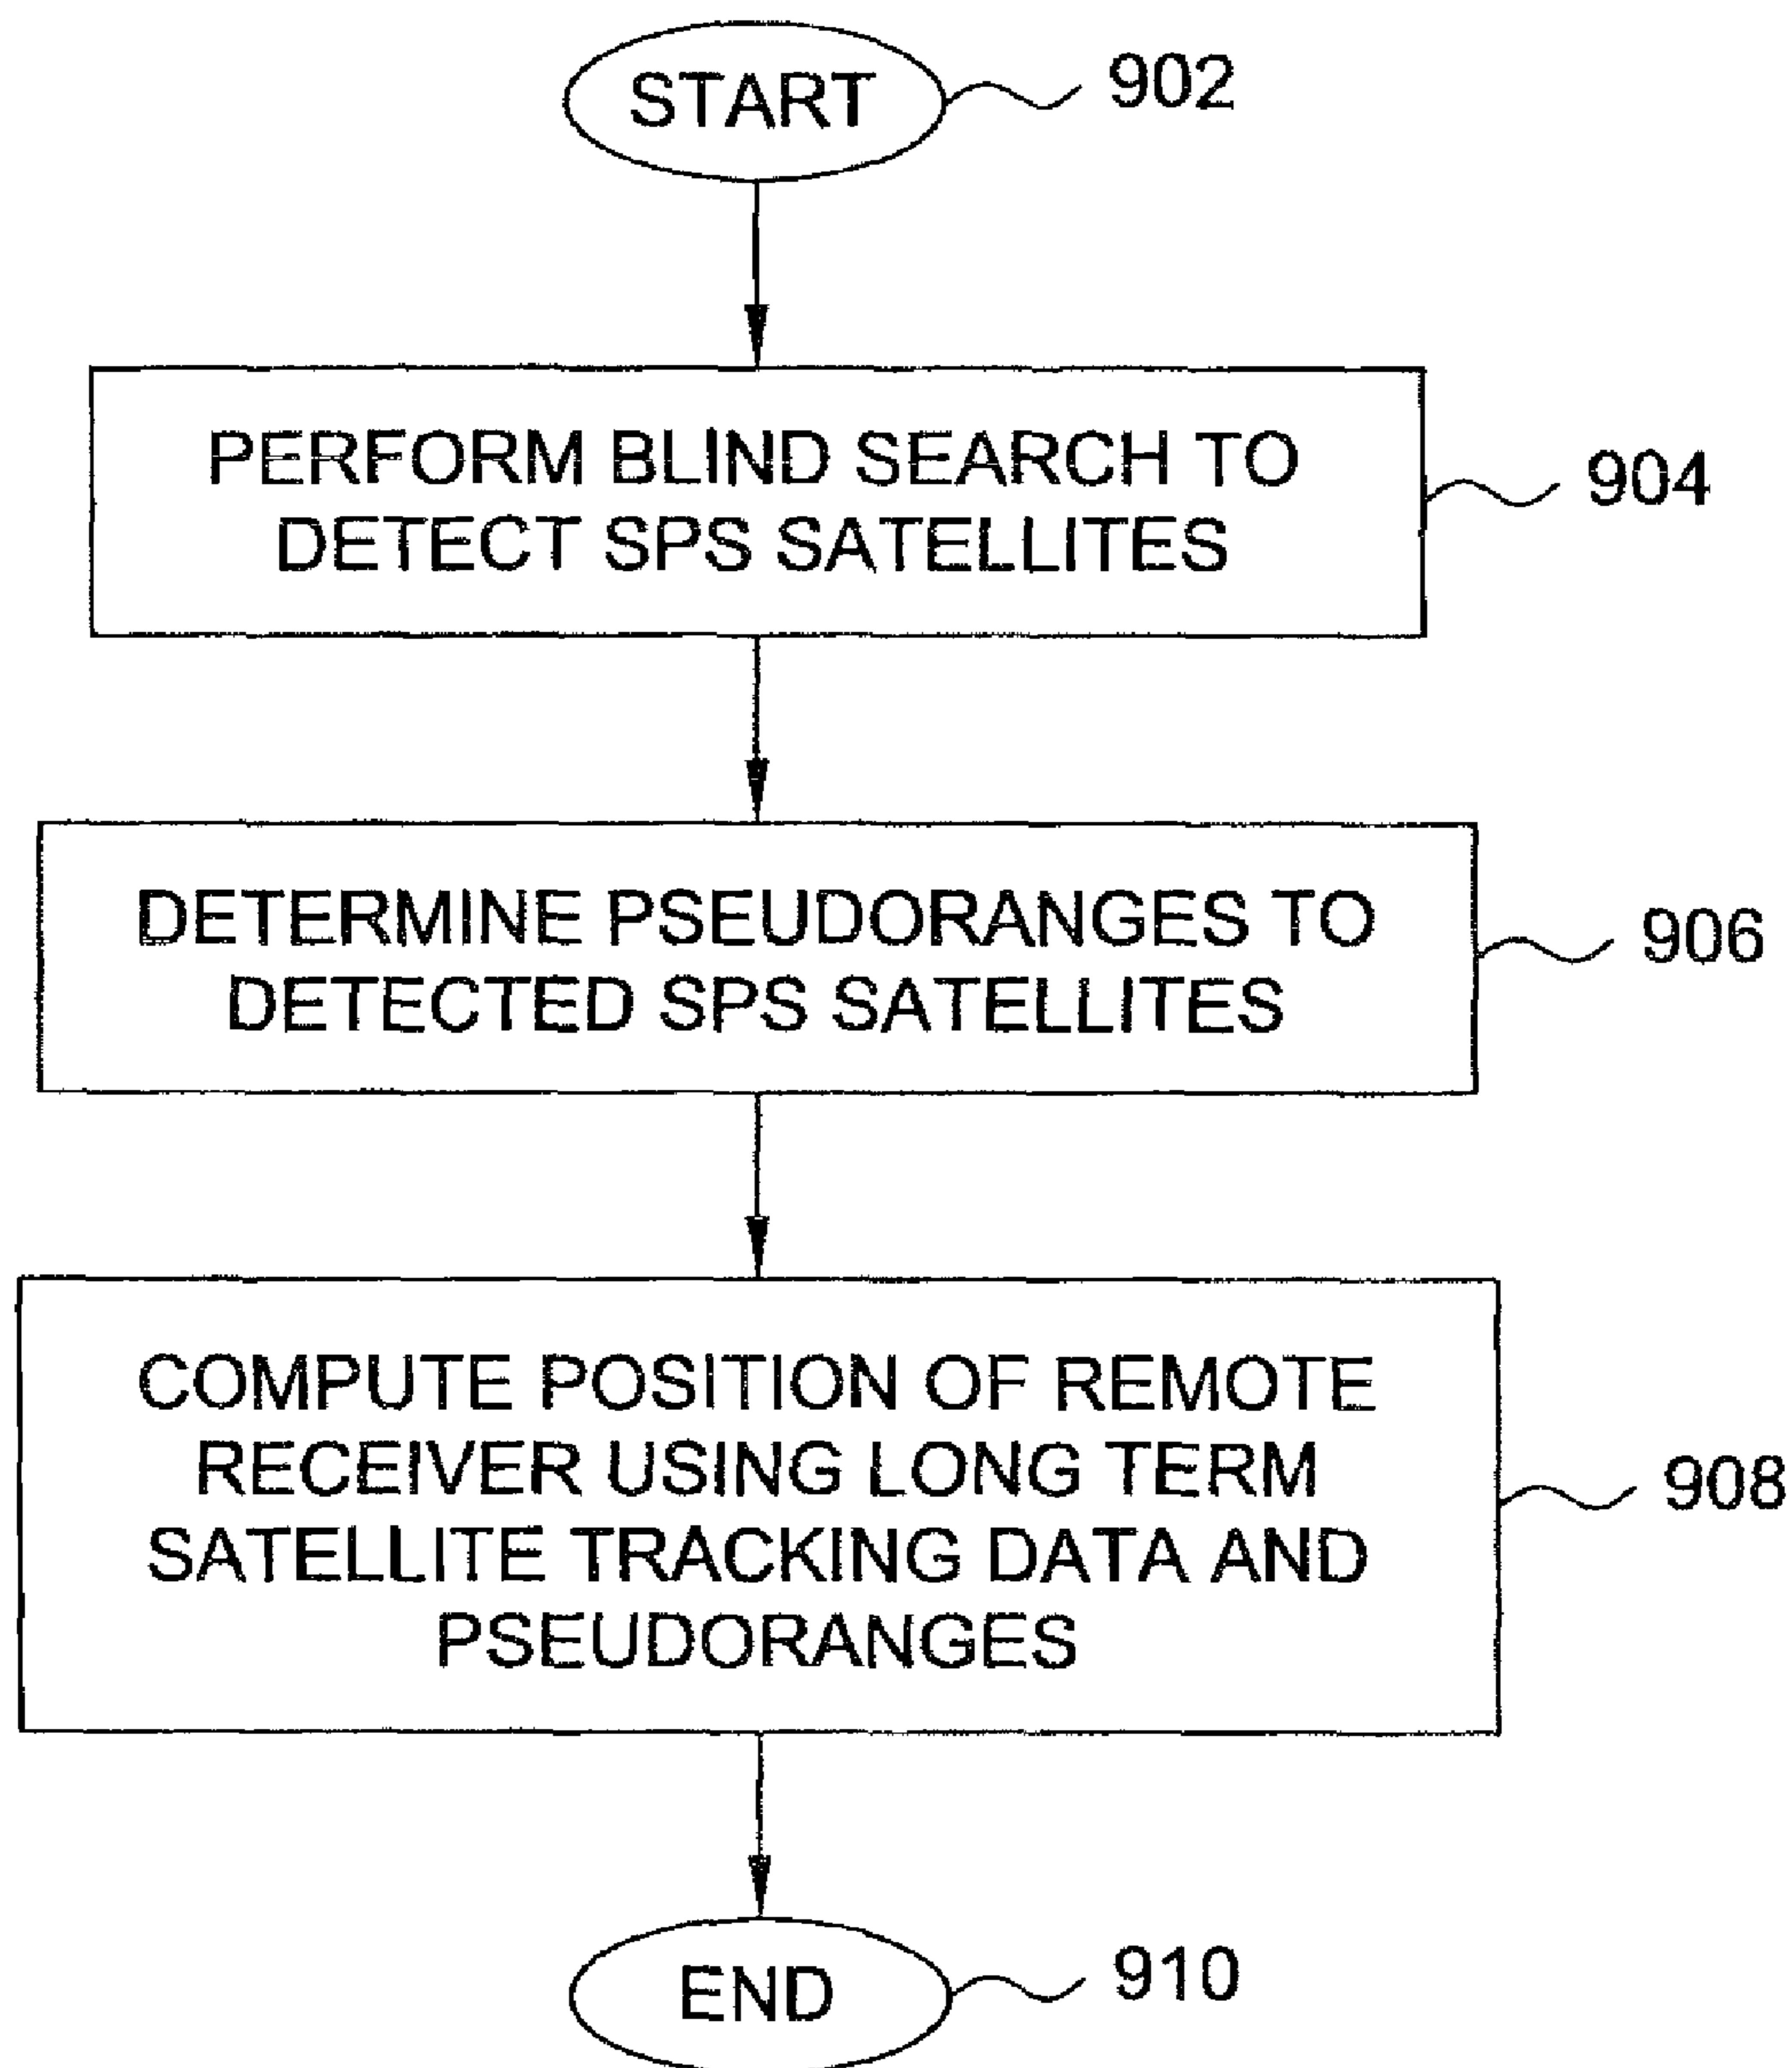 START
902
PERFORM BLIND SEARCH TO
DETECT SPS SATELLITES
904
DETERMINE PSEUDORANGES TO
DETECTED SPS SATELLITES
906
COMPUTE POSITION OF REMOTE
RECEIVER USING LONG TERM
SATELLITE TRACKING DATA AND
PSEUDORANGES
908
END
910